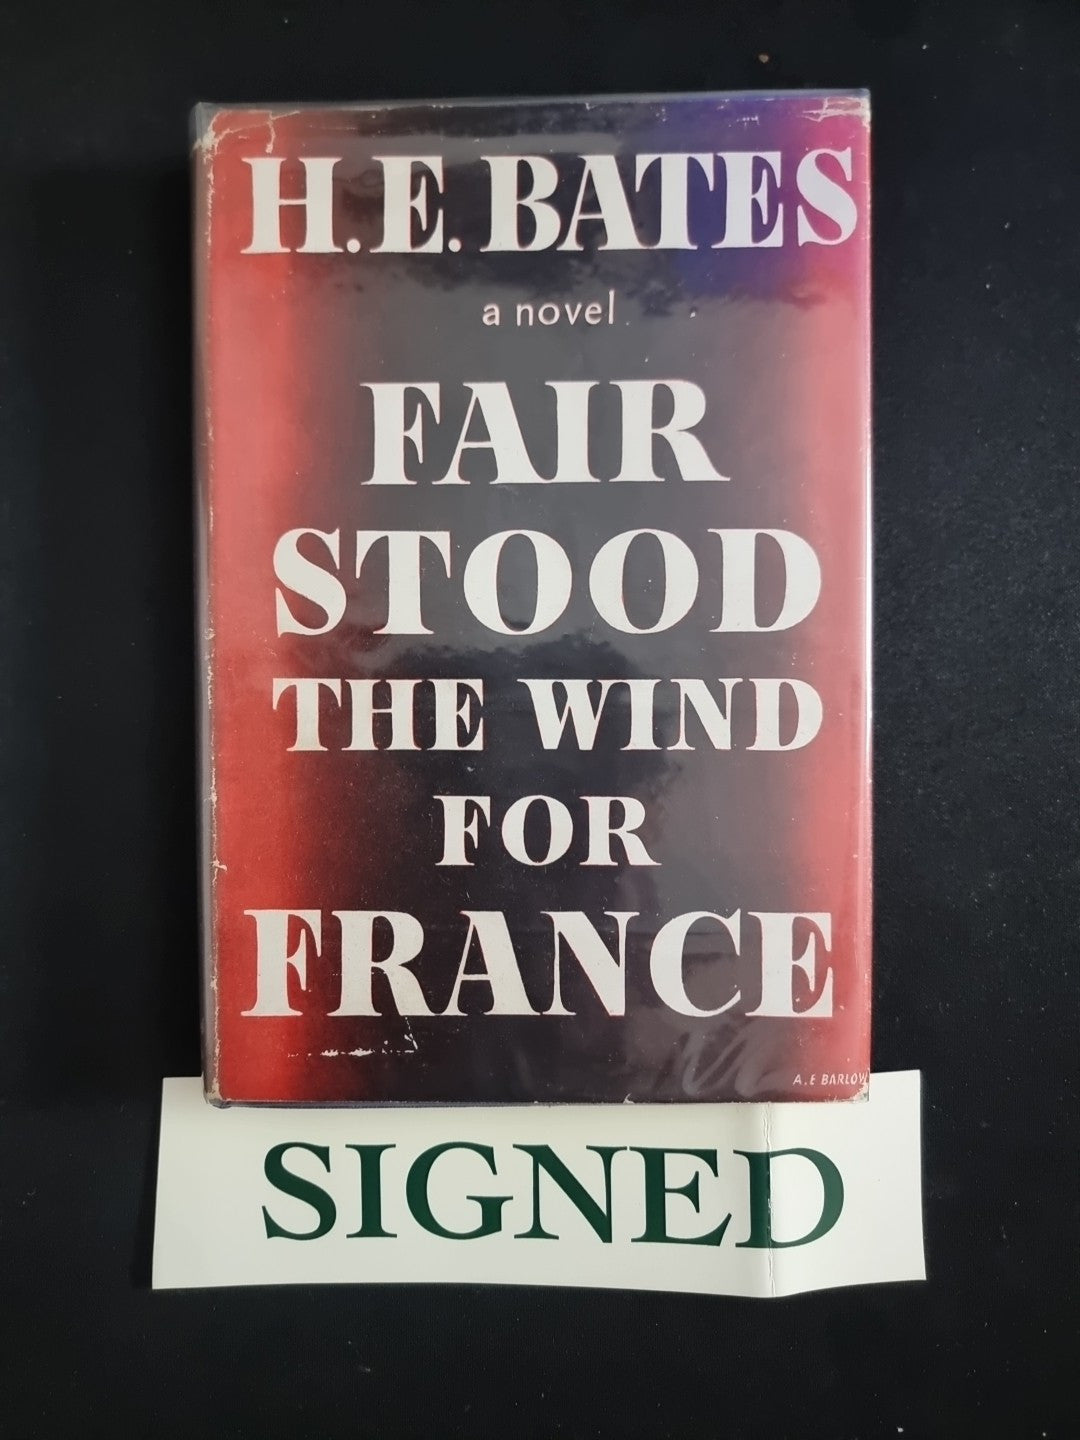 H.E. BATES
a novel
FAIR
STOOD
THE WIND
FOR
FRANCE
A.E BARLOW
SIGNED